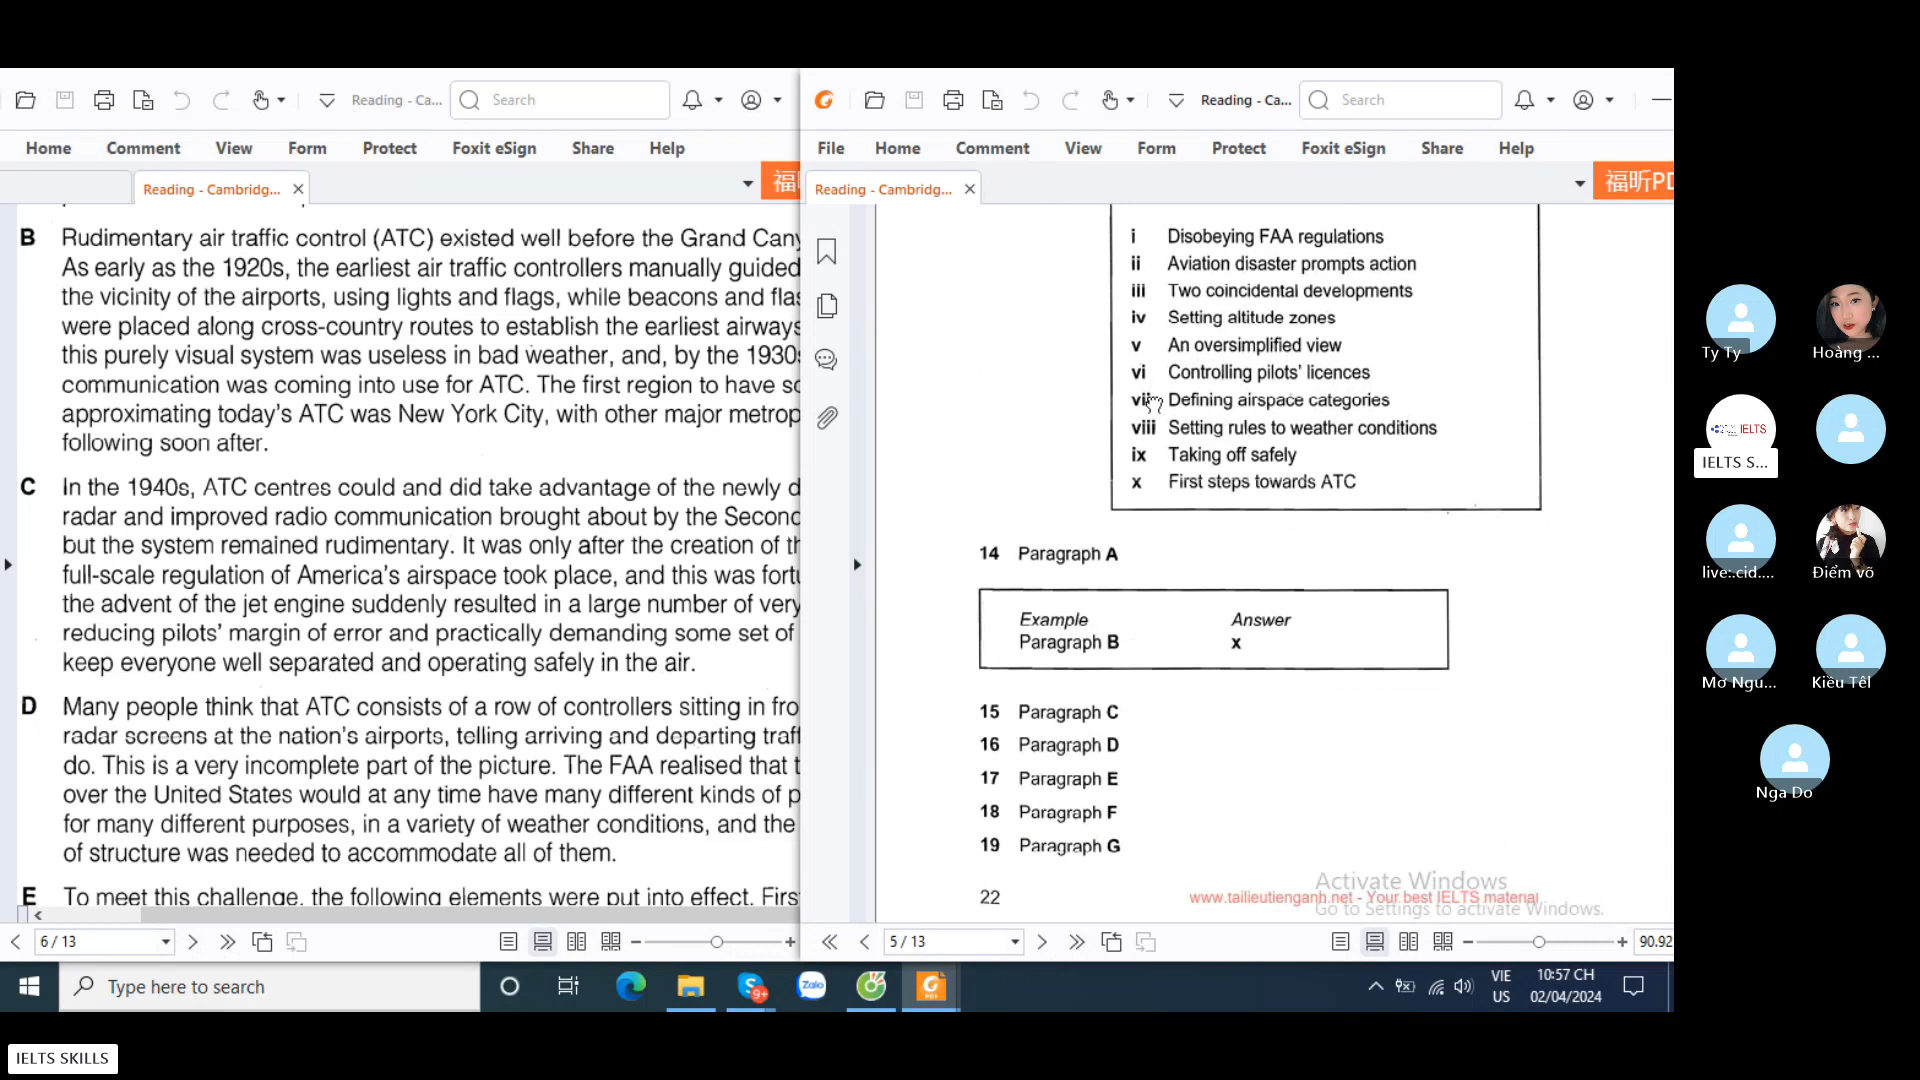 Reading - Ca...
Search
Home Comment View Form Protect Foxit eSign Share Help
Reading - Cambridg...
B Rudimentary air traffic control (ATC) existed well before the Grand Cany
As early as the 1920s, the earliest air traffic controllers manually guided
the vicinity of the airports, using lights and flags, while beacons and flas
were placed along cross-country routes to establish the earliest airways
this purely visual system was useless in bad weather, and, by the 1930s
communication was coming into use for ATC. The first region to have so
approximating today's ATC was New York City, with other major metrop
following soon after.
C In the 1940s, ATC centres could and did take advantage of the newly d
radar and improved radio communication brought about by the Second
but the system remained rudimentary. It was only after the creation of th
full-scale regulation of America's airspace took place, and this was fortu
the advent of the jet engine suddenly resulted in a large number of very
reducing pilots' margin of error and practically demanding some set of
keep everyone well separated and operating safely in the air.
D Many people think that ATC consists of a row of controllers sitting in fro
radar screens at the nation's airports, telling arriving and departing traff
do. This is a very incomplete part of the picture. The FAA realised that t
over the United States would at any time have many different kinds of p
for many different purposes, in a variety of weather conditions, and the
of structure was needed to accommodate all of them.
E To meet this challenge, the following elements were put into effect. First
6 / 13
Reading - Ca...
Search
File Home Comment View Form Protect Foxit eSign Share Help
Reading - Cambridg...
福昕PD
i Disobeying FAA regulations
ii Aviation disaster prompts action
iii Two coincidental developments
iv Setting altitude zones
v An oversimplified view
vi Controlling pilots' licences
vii Defining airspace categories
viii Setting rules to weather conditions
ix Taking off safely
x First steps towards ATC
14 Paragraph A
Example Answer
Paragraph B x
15 Paragraph C
16 Paragraph D
17 Paragraph E
18 Paragraph F
19 Paragraph G
22
www.tailieutienganh.net - Your best IELTS material
Activate Windows
Go to Settings to activate Windows.
5 / 13
90.92
Type here to search
9+
Zalo
PDF
VIE
US
10:57 CH
02/04/2024
Ty Ty
Hoàng ...
IELTS
IELTS S...
live:.cid....
Điểm võ
Mơ Ngu...
Kiều Têl
Nga Do
IELTS SKILLS